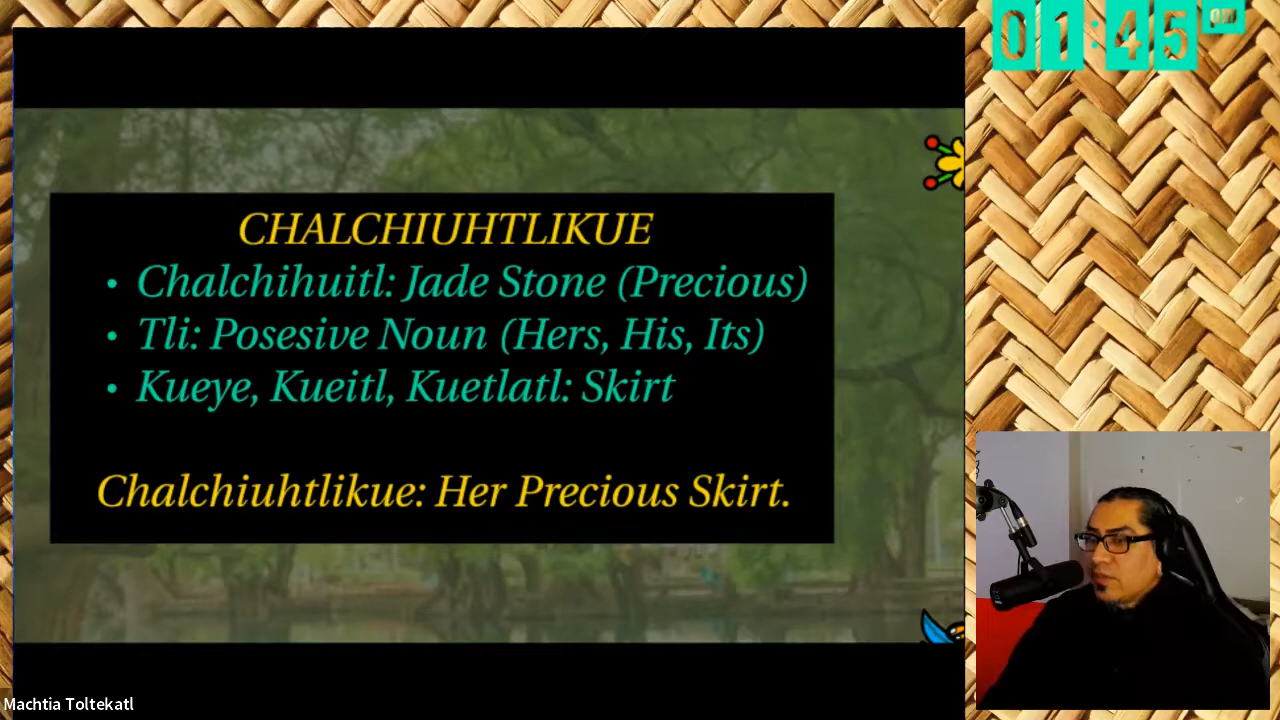 01:45 am
CHALCHIUHTLIKUE
• Chalchihuitl: Jade Stone (Precious)
• Tli: Posesive Noun (Hers, His, Its)
• Kueye, Kueitl, Kuetlatl: Skirt
Chalchiuhtlikue: Her Precious Skirt.
Machtia Toltekatl